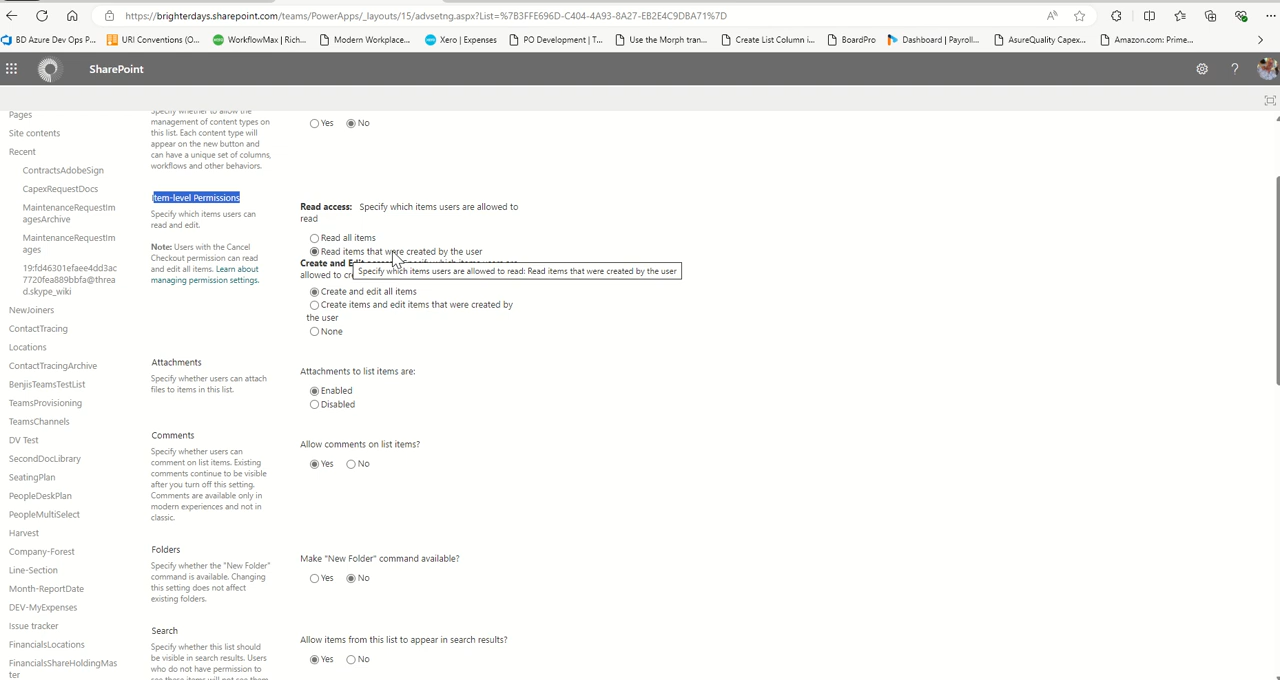 https://brighterdays.sharepoint.com/teams/PowerApps/_layouts/15/advsetng.aspx?List=%7B3FFE696D-C404-4A93-8A27-EB2E4C9DBA71%7D
BD Azure Dev Ops P...
URI Conventions (O...
WorkflowMax | Rich...
Modern Workplace...
Xero | Expenses
PO Development | T...
Use the Morph tran...
Create List Column i...
BoardPro
Dashboard | Payroll...
AsureQuality Capex...
Amazon.com: Prime...
SharePoint
Pages
Site contents
Recent
ContractsAdobeSign
CapexRequestDocs
MaintenanceRequestIm
agesArchive
MaintenanceRequestIm
ages
19:fd46301efaee4dd3ac
7720fea889bbfa@threa
d.skype_wiki
NewJoiners
ContactTracing
Locations
ContactTracingArchive
BenjisTeamsTestList
TeamsProvisioning
TeamsChannels
DV Test
SecondDocLibrary
SeatingPlan
PeopleDeskPlan
PeopleMultiSelect
Harvest
Company-Forest
Line-Section
Month-ReportDate
DEV-MyExpenses
Issue tracker
FinancialsLocations
FinancialsShareHoldingMas
ter
Specify whether to allow the
management of content types on
this list. Each content type will
appear on the new button and
can have a unique set of columns,
workflows and other behaviors.
Yes No
Item-level Permissions
Specify which items users can
read and edit.
Note: Users with the Cancel
Checkout permission can read
and edit all items. Learn about
managing permission settings.
Read access: Specify which items users are allowed to
read
Read all items
Read items that were created by the user
Create and Edit
allowed to
Specify which items users are allowed to read: Read items that were created by the user
Create and edit all items
Create items and edit items that were created by
the user
None
Attachments
Specify whether users can attach
files to items in this list.
Attachments to list items are:
Enabled
Disabled
Comments
Specify whether users can
comment on list items. Existing
comments continue to be visible
after you turn off this setting.
Comments are available only in
modern experiences and not in
classic.
Allow comments on list items?
Yes No
Folders
Specify whether the "New Folder"
command is available. Changing
this setting does not affect
existing folders.
Make "New Folder" command available?
Yes No
Search
Specify whether this list should
be visible in search results. Users
who do not have permission to
see these items will not see them
Allow items from this list to appear in search results?
Yes No